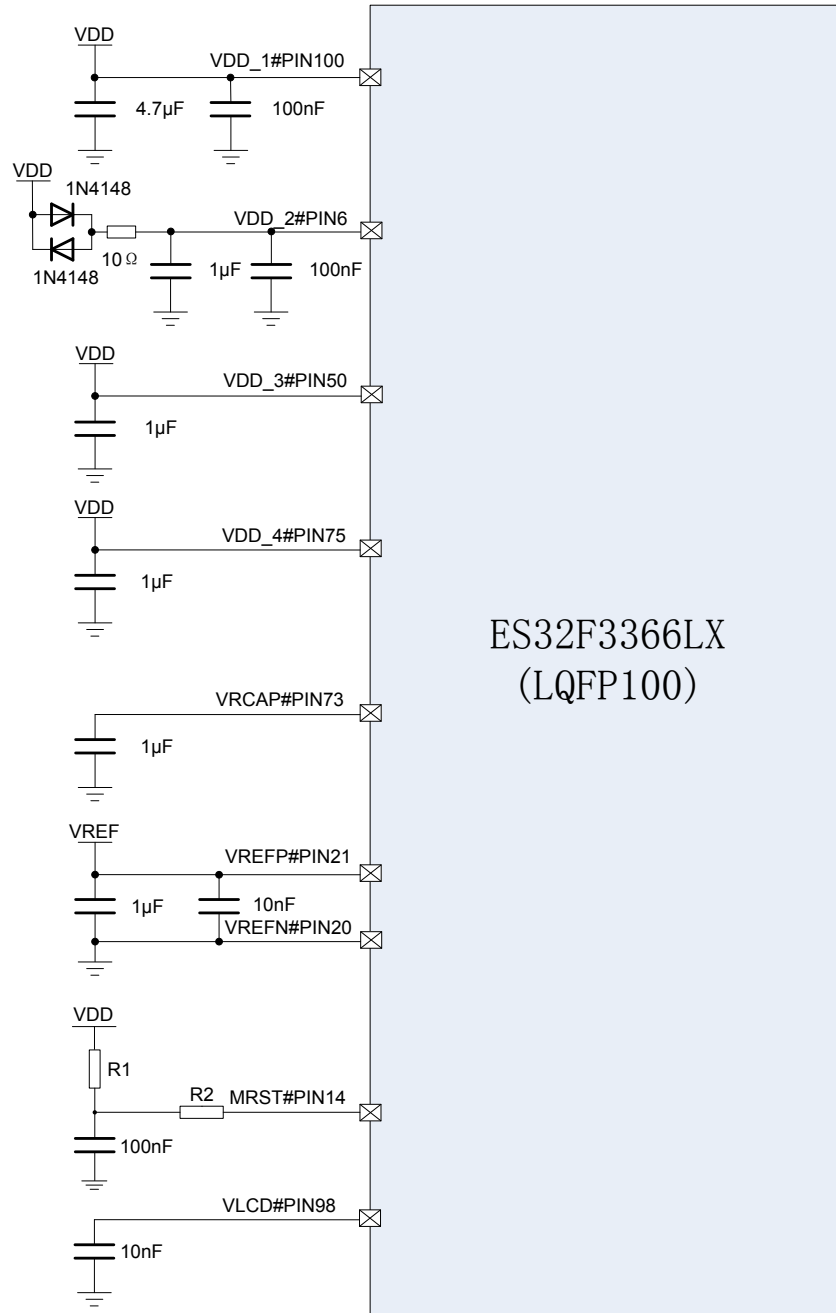 VDD
VDD_1#PIN100
4.7μF
100nF
VDD
1N4148
VDD_2#PIN6
10Ω
1μF
100nF
1N4148
VDD
VDD_3#PIN50
1μF
VDD
VDD_4#PIN75
1μF
ES32F3366LX
(LQFP100)
VRCAP#PIN73
1μF
VREF
VREFP#PIN21
1μF
10nF
VREFN#PIN20
VDD
R1
R2
MRST#PIN14
100nF
VLCD#PIN98
10nF